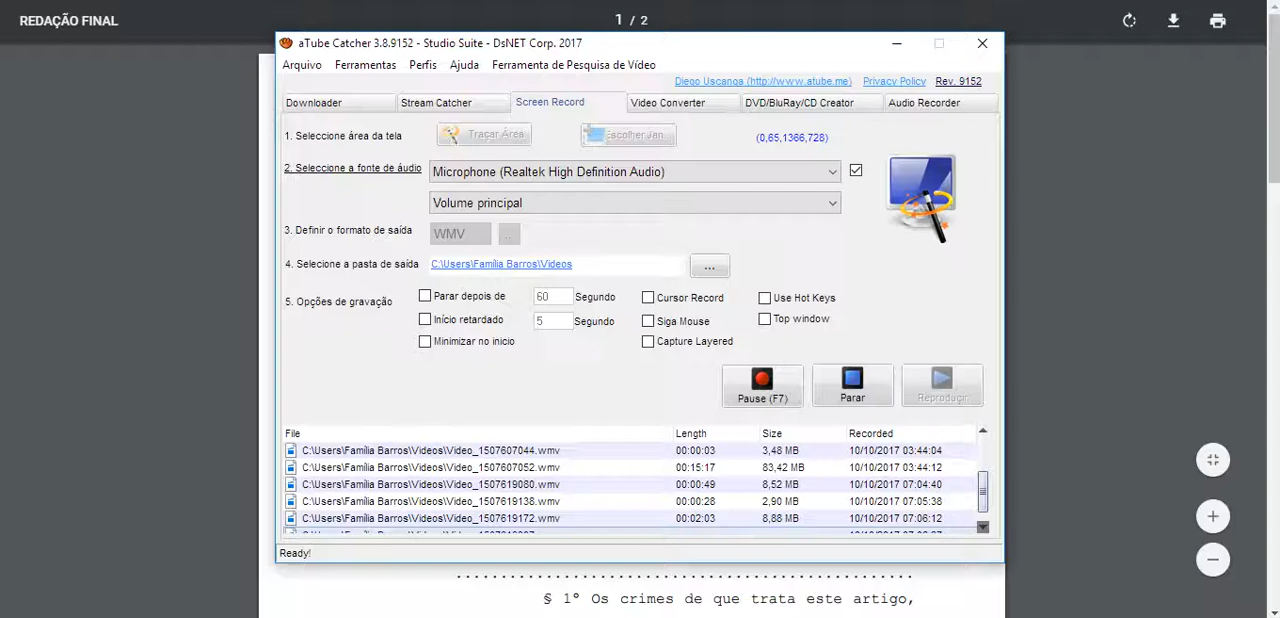 REDAÇÃO FINAL
1 / 2
aTube Catcher 3.8.9152 - Studio Suite - DsNET Corp. 2017
Arquivo Ferramentas Perfis Ajuda Ferramenta de Pesquisa de Vídeo
Diego Uscanga (http://www.atube.me) Privacy Policy Rev. 9152
Downloader Stream Catcher Screen Record Video Converter DVD/BluRay/CD Creator Audio Recorder
1. Seleccione área da tela Traçar Área Escolher Jan (0,65,1366,728)
2. Seleccione a fonte de áudio Microphone (Realtek High Definition Audio)
Volume principal
3. Definir o formato de saída WMV ..
4. Selecione a pasta de saída C:\Users\Família Barros\Videos ...
5. Opções de gravação
Parar depois de 60 Segundo Cursor Record Use Hot Keys
Início retardado 5 Segundo Siga Mouse Top window
Minimizar no inicio Capture Layered
Pause (F7) Parar Reproducir
File Length Size Recorded
C:\Users\Família Barros\Videos\Video_1507607044.wmv 00:00:03 3,48 MB 10/10/2017 03:44:04
C:\Users\Família Barros\Videos\Video_1507607052.wmv 00:15:17 83,42 MB 10/10/2017 03:44:12
C:\Users\Família Barros\Videos\Video_1507619080.wmv 00:00:49 8,52 MB 10/10/2017 07:04:40
C:\Users\Família Barros\Videos\Video_1507619138.wmv 00:00:28 2,90 MB 10/10/2017 07:05:38
C:\Users\Família Barros\Videos\Video_1507619172.wmv 00:02:03 8,88 MB 10/10/2017 07:06:12
Ready!
§ 1º Os crimes de que trata este artigo,